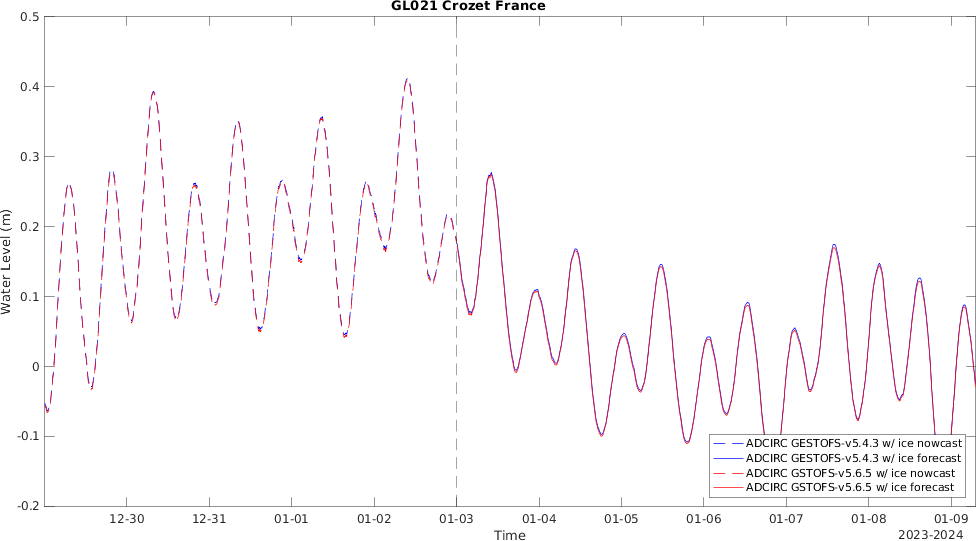 GL021 Crozet France
Water Level (m)
0.5
0.4
0.3
0.2
0.1
0
-0.1
-0.2
12-30
12-31
01-01
01-02
01-03
01-04
01-05
01-06
01-07
01-08
01-09
Time
2023-2024
ADCIRC GESTOFS-v5.4.3 w/ ice nowcast
ADCIRC GESTOFS-v5.4.3 w/ ice forecast
ADCIRC GSTOFS-v5.6.5 w/ ice nowcast
ADCIRC GSTOFS-v5.6.5 w/ ice forecast